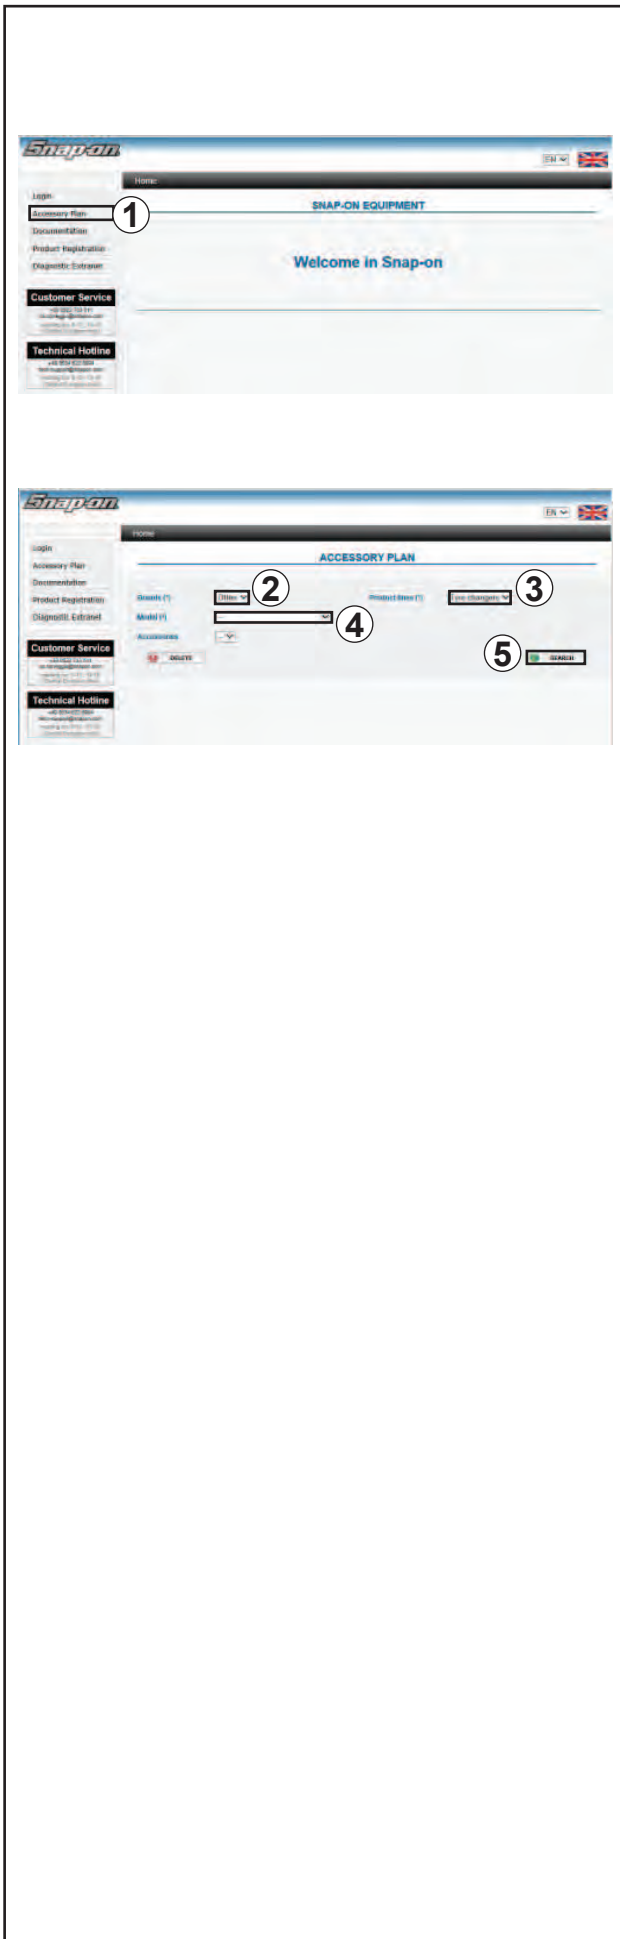 Snap-on
EN
Home
Login
Accessory Plan
1
SNAP-ON EQUIPMENT
Documentation
Product Registration
Diagnostic Extranet
Welcome in Snap-on
Customer Service
Technical Hotline
Snap-on
EN
Home
Login
Accessory Plan
ACCESSORY PLAN
Documentation
Product Registration
Diagnostic Extranet
Brands (*)
Other
2
Product lines (*)
Tyre changers
3
Model (*)
4
Accessories
-
DELETE
5
SEARCH
Customer Service
Technical Hotline